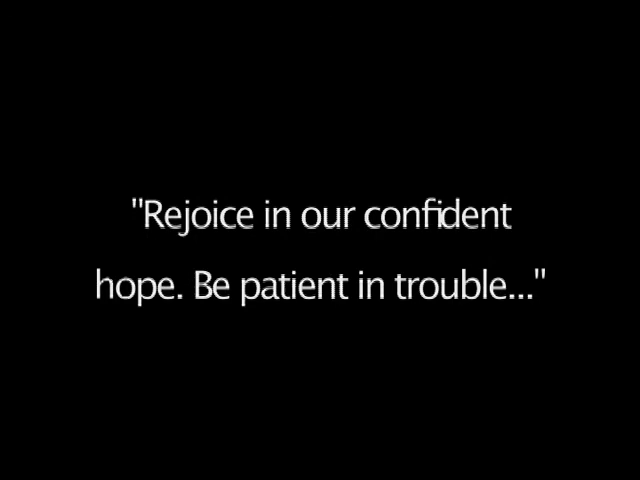 "Rejoice in our confident
hope. Be patient in trouble..."